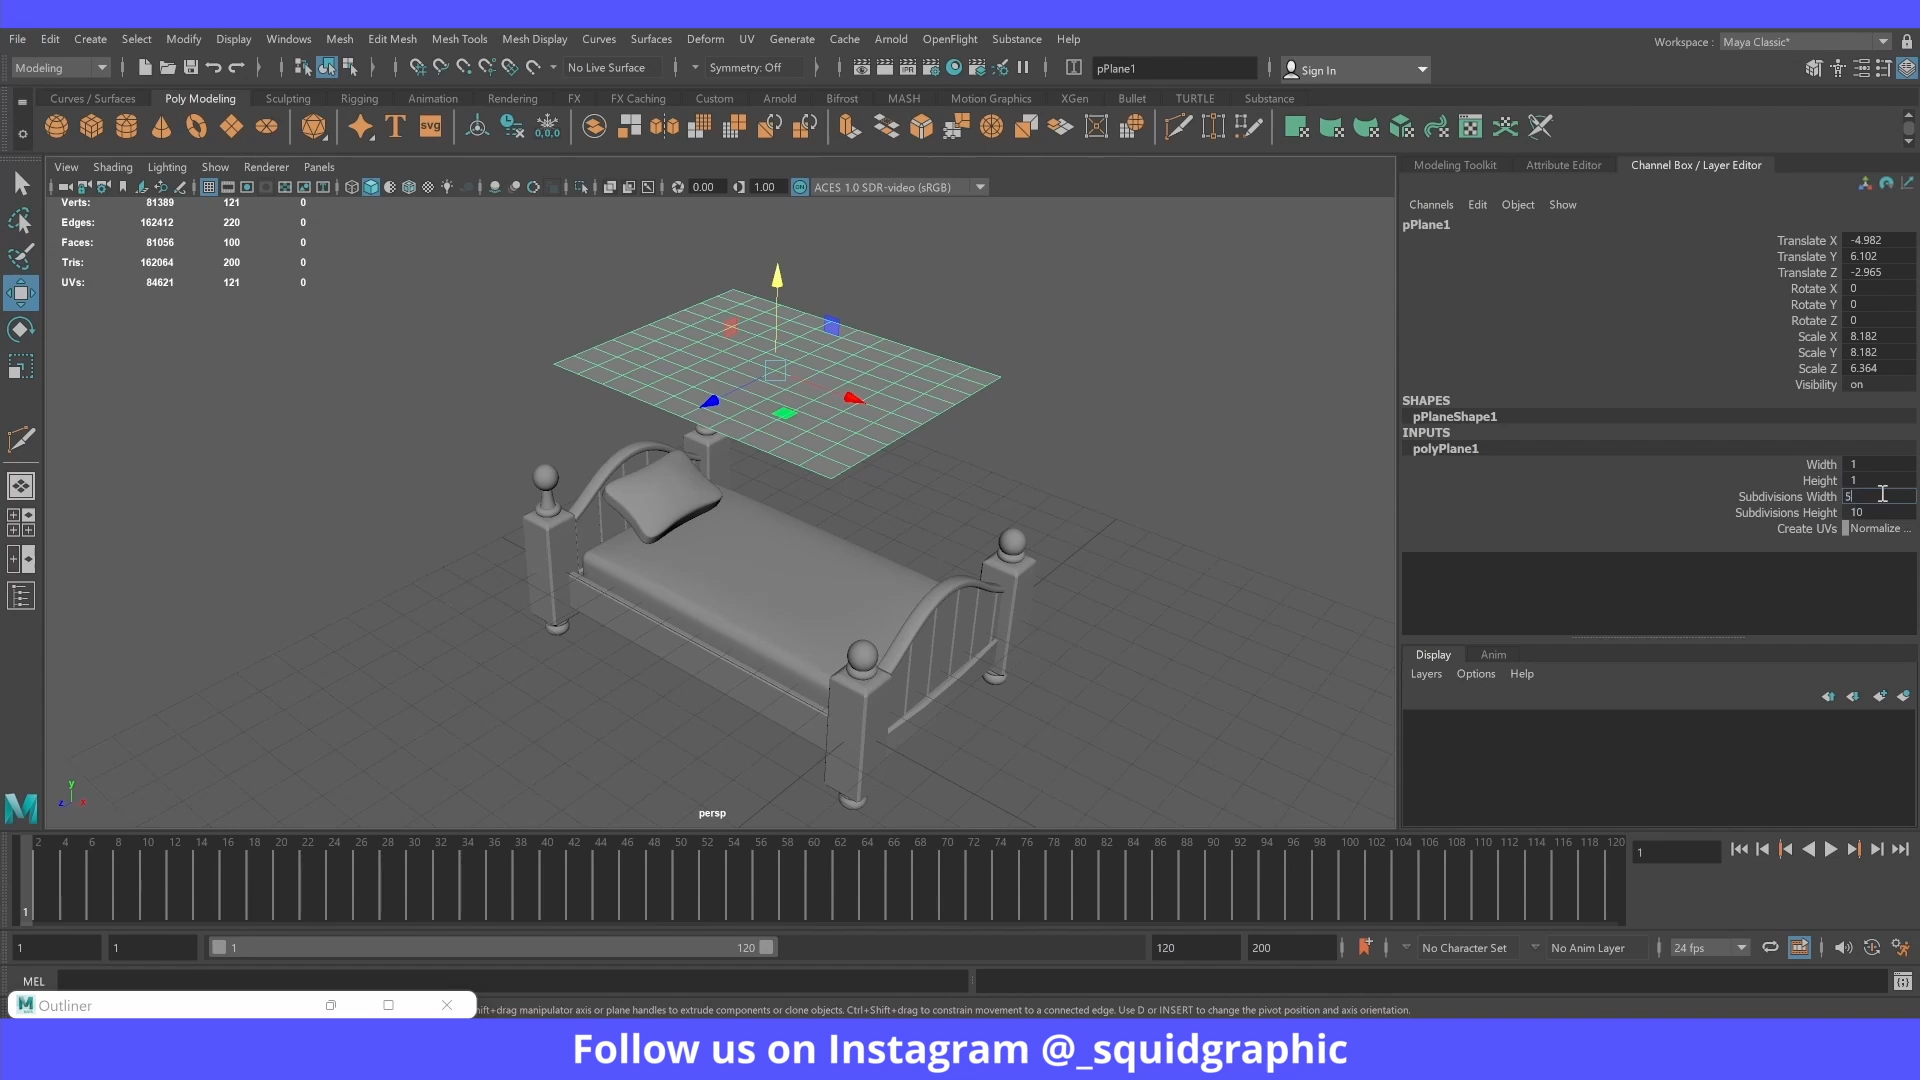 File Edit Create Select Modify Display Windows Mesh Edit Mesh Mesh Tools Mesh Display Curves Surfaces Deform UV Generate Cache Arnold OpenFlight Substance Help
Workspace : Maya Classic*
Modeling No Live Surface Symmetry: Off pPlane1 Sign In
Curves / Surfaces Poly Modeling Sculpting Rigging Animation Rendering FX FX Caching Custom Arnold Bifrost MASH Motion Graphics XGen Bullet TURTLE Substance
View Shading Lighting Show Renderer Panels
0.00 1.00 ACES 1.0 SDR-video (sRGB)
Verts: 81389 121 0
Edges: 162412 220 0
Faces: 81056 100 0
Tris: 162064 200 0
UVs: 84621 121 0
persp
Modeling Toolkit Attribute Editor Channel Box / Layer Editor
Channels Edit Object Show
pPlane1
Translate X -4.982
Translate Y 6.102
Translate Z -2.965
Rotate X 0
Rotate Y 0
Rotate Z 0
Scale X 8.182
Scale Y 8.182
Scale Z 6.364
Visibility on
SHAPES
pPlaneShape1
INPUTS
polyPlane1
Width 1
Height 1
Subdivisions Width 5
Subdivisions Height 10
Create UVs Normalize ...
Display Anim
Layers Options Help
2 4 6 8 10 12 14 16 18 20 22 24 26 28 30 32 34 36 38 40 42 44 46 48 50 52 54 56 58 60 62 64 66 68 70 72 74 76 78 80 82 84 86 88 90 92 94 96 98 100 102 104 106 108 110 112 114 116 118 120
1
1
1 1 1 120 120 200 No Character Set No Anim Layer 24 fps
MEL
Outliner
ift+drag manipulator axis or plane handles to extrude components or clone objects. Ctrl+Shift+drag to constrain movement to a connected edge. Use D or INSERT to change the pivot position and axis orientation.
Follow us on Instagram @_squidgraphic